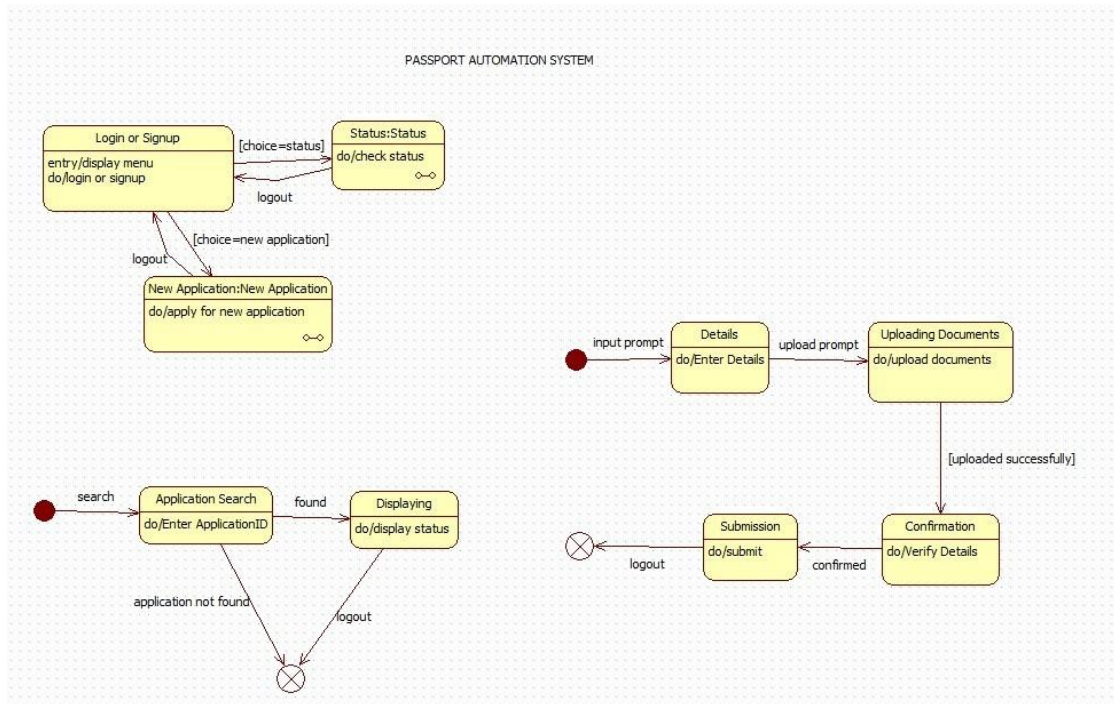 PASSPORT AUTOMATION SYSTEM
Login or Signup
entry/display menu
do/login or signup
[choice=status]
Status:Status
do/check status
logout
[choice=new application]
logout
New Application:New Application
do/apply for new application
input prompt
Details
do/Enter Details
upload prompt
Uploading Documents
do/upload documents
[uploaded successfully]
Confirmation
do/Verify Details
confirmed
Submission
do/submit
logout
search
Application Search
do/Enter ApplicationID
found
Displaying
do/display status
application not found
logout